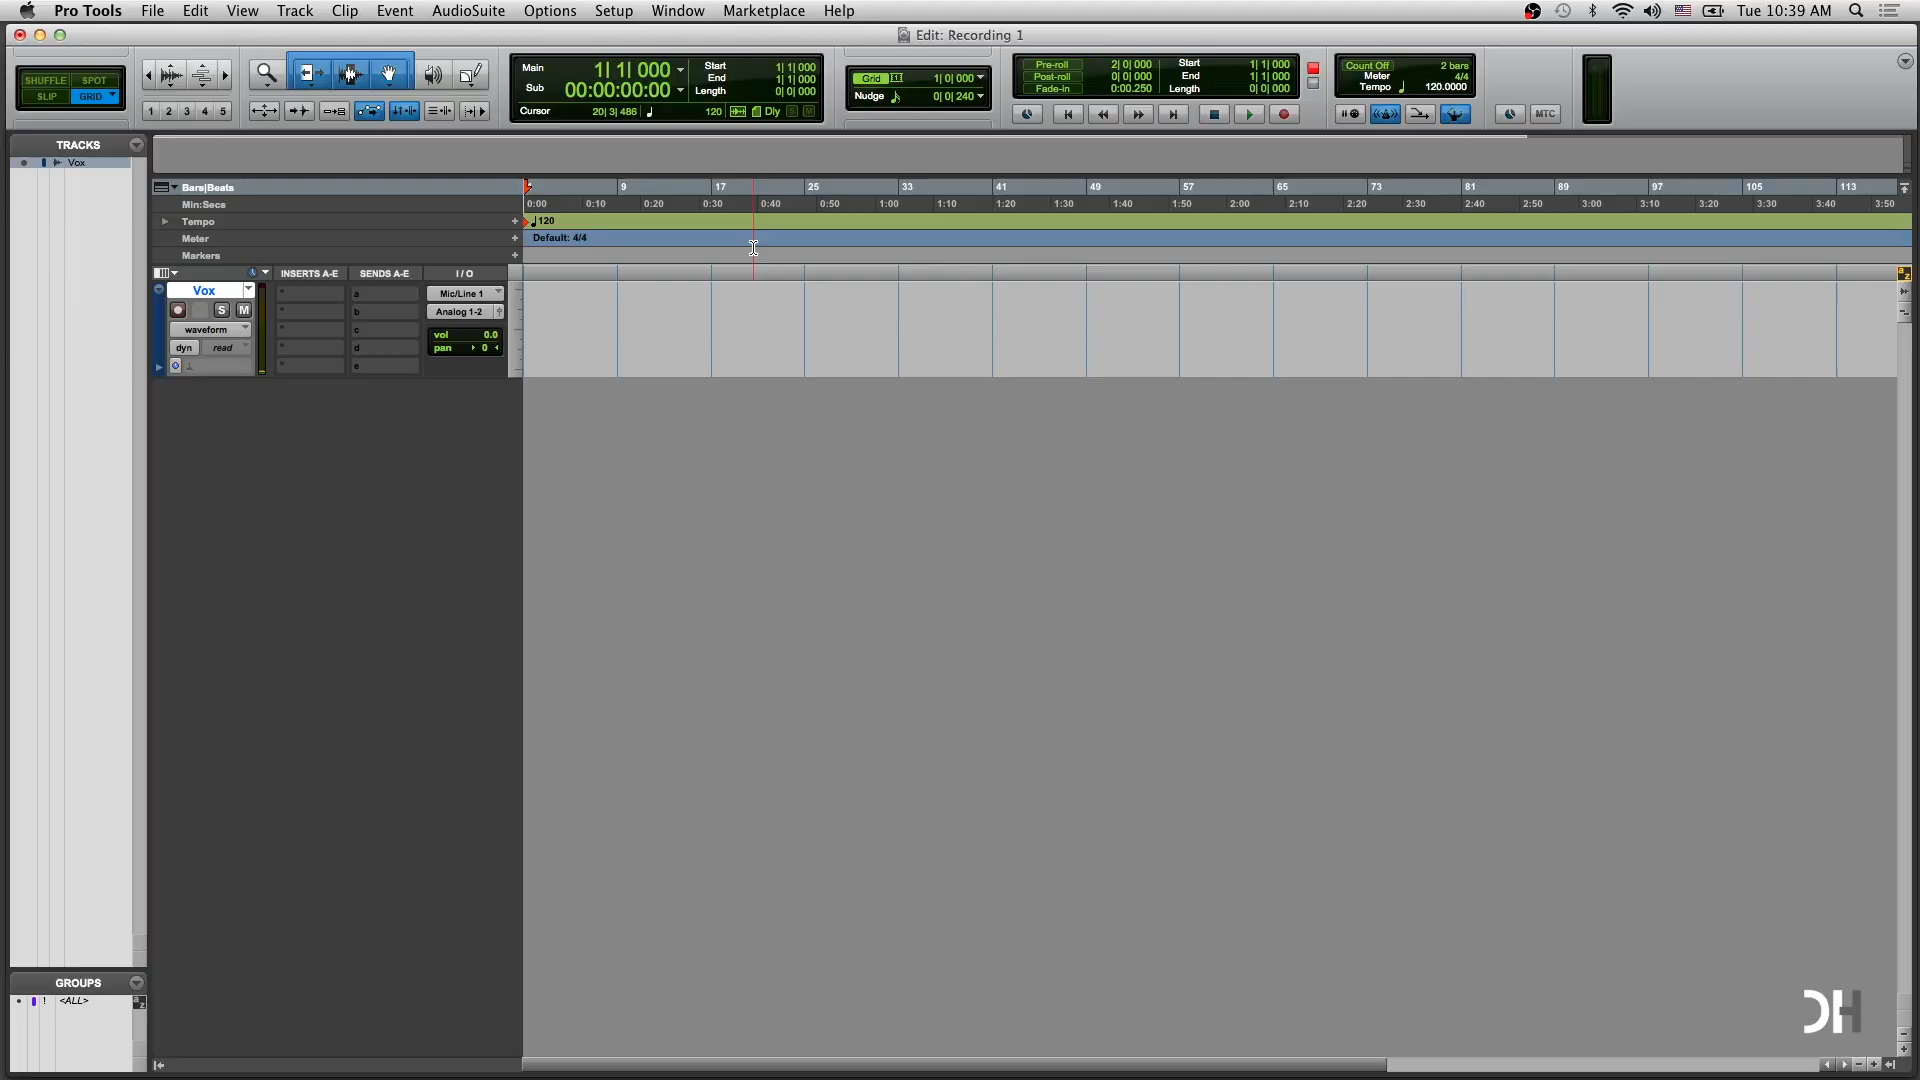 Pro Tools File Edit View Track Clip Event AudioSuite Options Setup Window Marketplace Help Tue 10:39 AM
Edit: Recording 1
SHUFFLE SPOT
SLIP GRID
1 2 3 4 5
Main 1| 1| 000
Sub 00:00:00:00
Start 1| 1| 000
End 1| 1| 000
Length 0| 0| 000
Cursor 20| 3| 486 120 Dly S M
Grid 1| 0| 000
Nudge 0| 0| 240
Pre-roll 2| 0| 000
Post-roll 0| 0| 000
Fade-in 0:00.250
Start 1| 1| 000
End 1| 1| 000
Length 0| 0| 000
Count Off 2 bars
Meter 4/4
Tempo 120.0000
MTC
TRACKS
Vox
Bars|Beats 9 17 25 33 41 49 57 65 73 81 89 97 105 113
Min:Secs 0:00 0:10 0:20 0:30 0:40 0:50 1:00 1:10 1:20 1:30 1:40 1:50 2:00 2:10 2:20 2:30 2:40 2:50 3:00 3:10 3:20 3:30 3:40 3:50
Tempo + 120
Meter + Default: 4/4
Markers +
INSERTS A-E SENDS A-E I / O
Vox
S M
waveform
dyn read
a
b
c
d
e
Mic/Line 1
Analog 1-2
vol 0.0
pan 0
a z
GROUPS
! <ALL> a z
DH